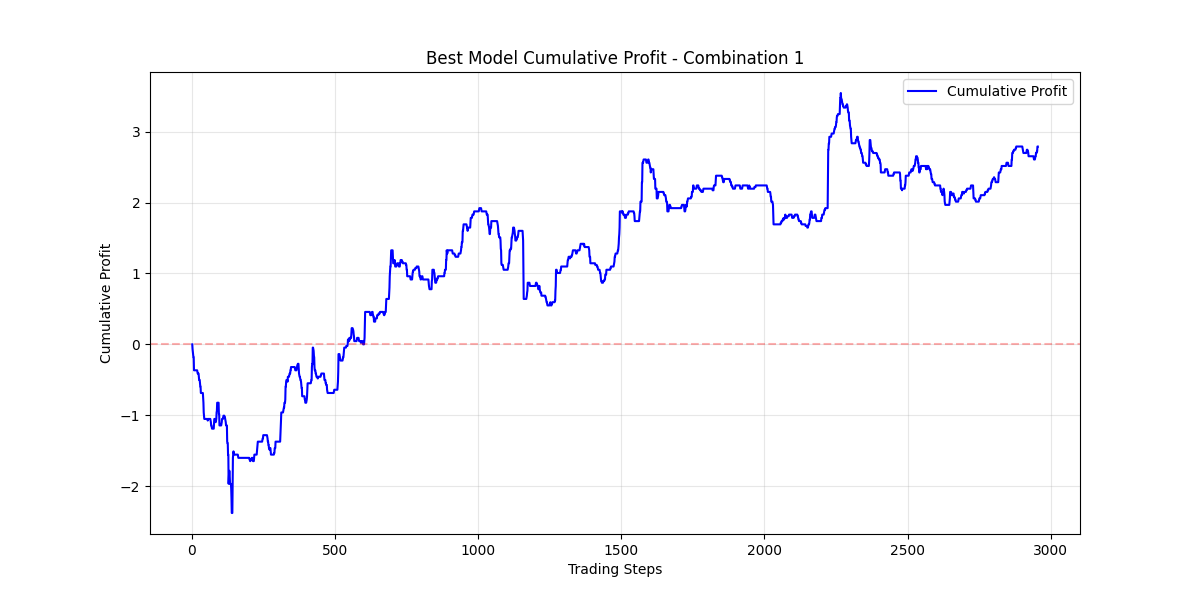 Best Model Cumulative Profit - Combination 1
Cumulative Profit
3
2
1
0
−1
−2
Cumulative Profit
0 500 1000 1500 2000 2500 3000
Trading Steps